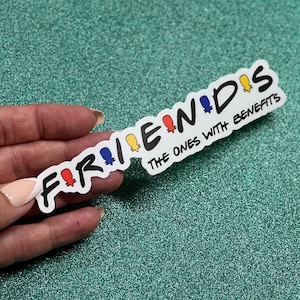 FRIENDS
THE ONES WITH BENEFITS